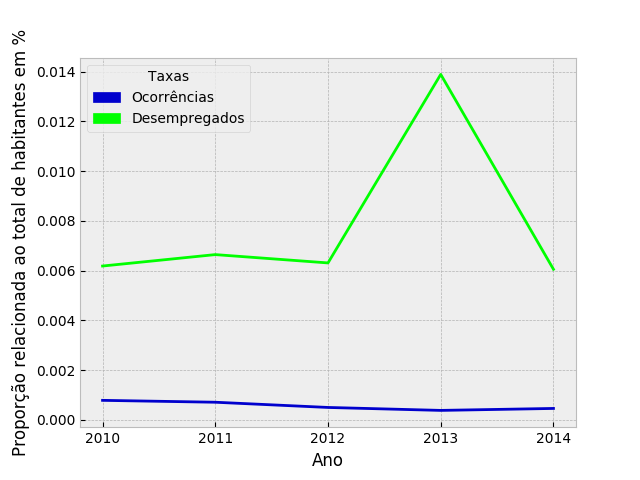 Proporção relacionada ao total de habitantes em %
0.014
0.012
0.010
0.008
0.006
0.004
0.002
0.000
Taxas
Ocorrências
Desempregados
2010 2011 2012 2013 2014
Ano